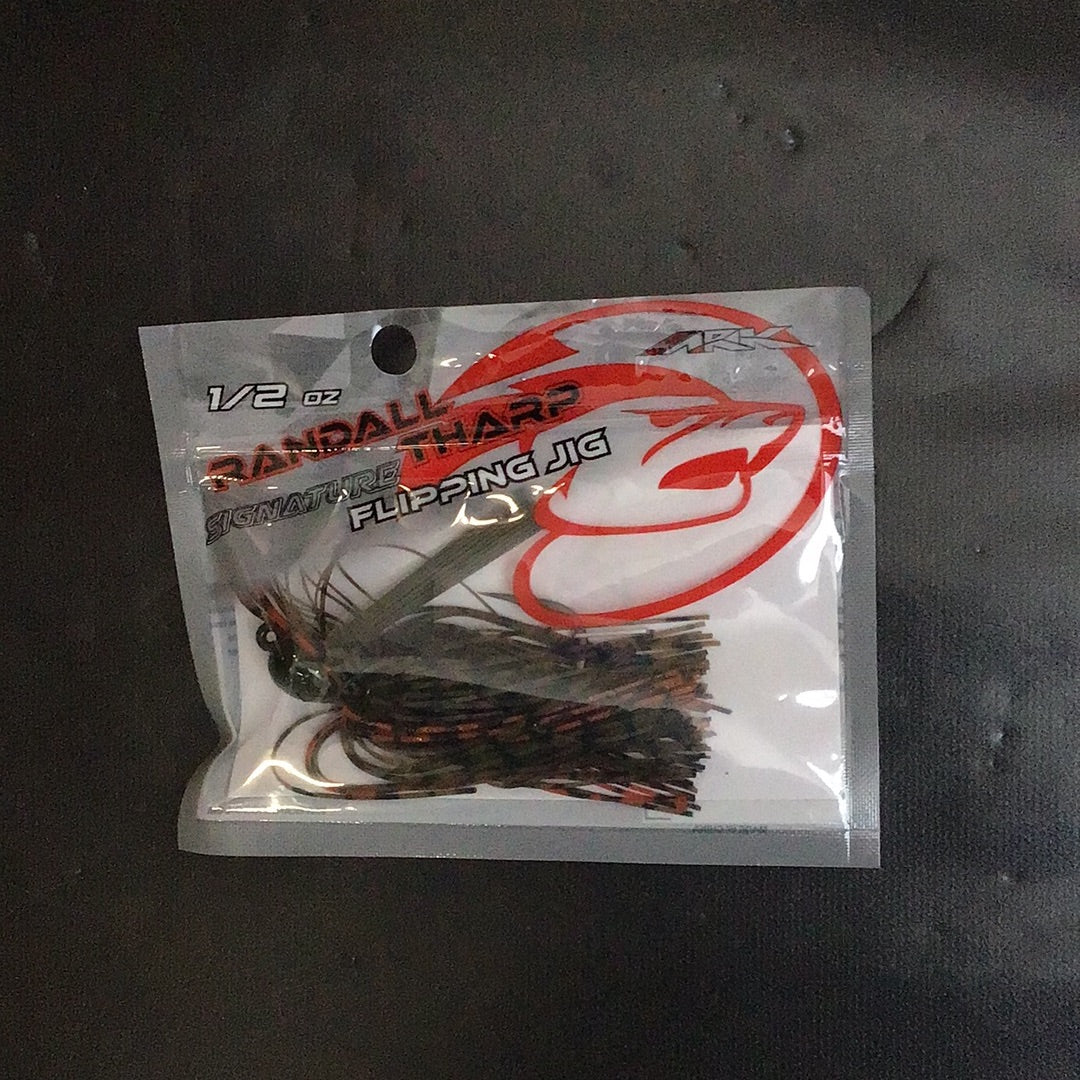 ARK
1/2 OZ
RANDALL
THARP
SIGNATURE
FLIPPING JIG